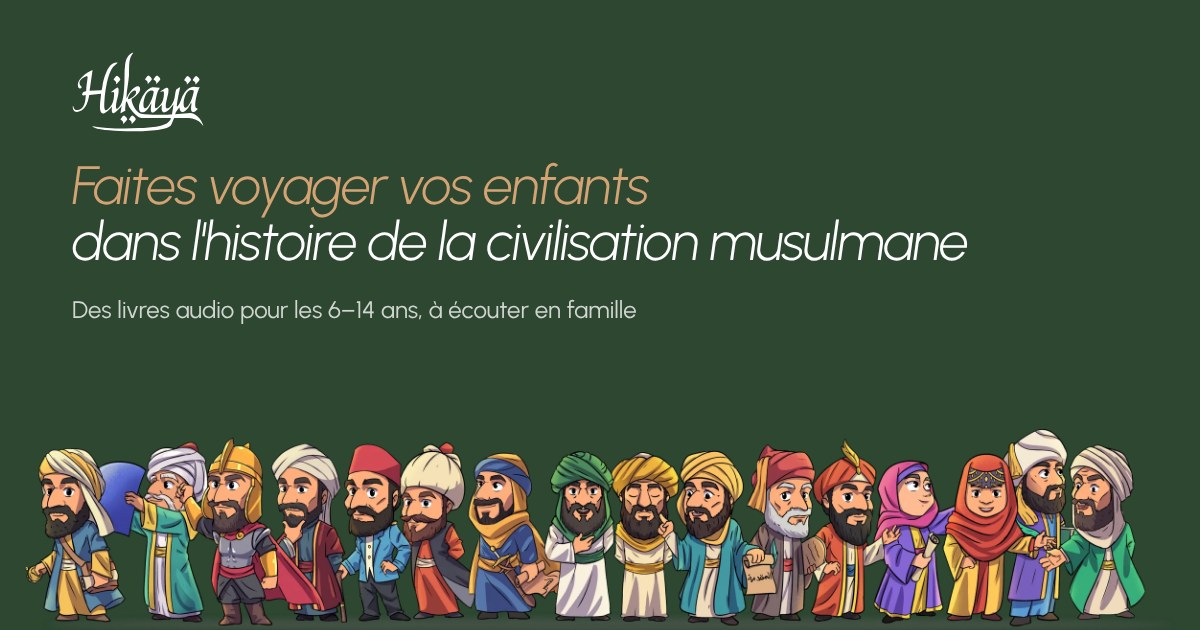 Hikäyä
Faites voyager vos enfants
dans l'histoire de la civilisation musulmane
Des livres audio pour les 6–14 ans, à écouter en famille